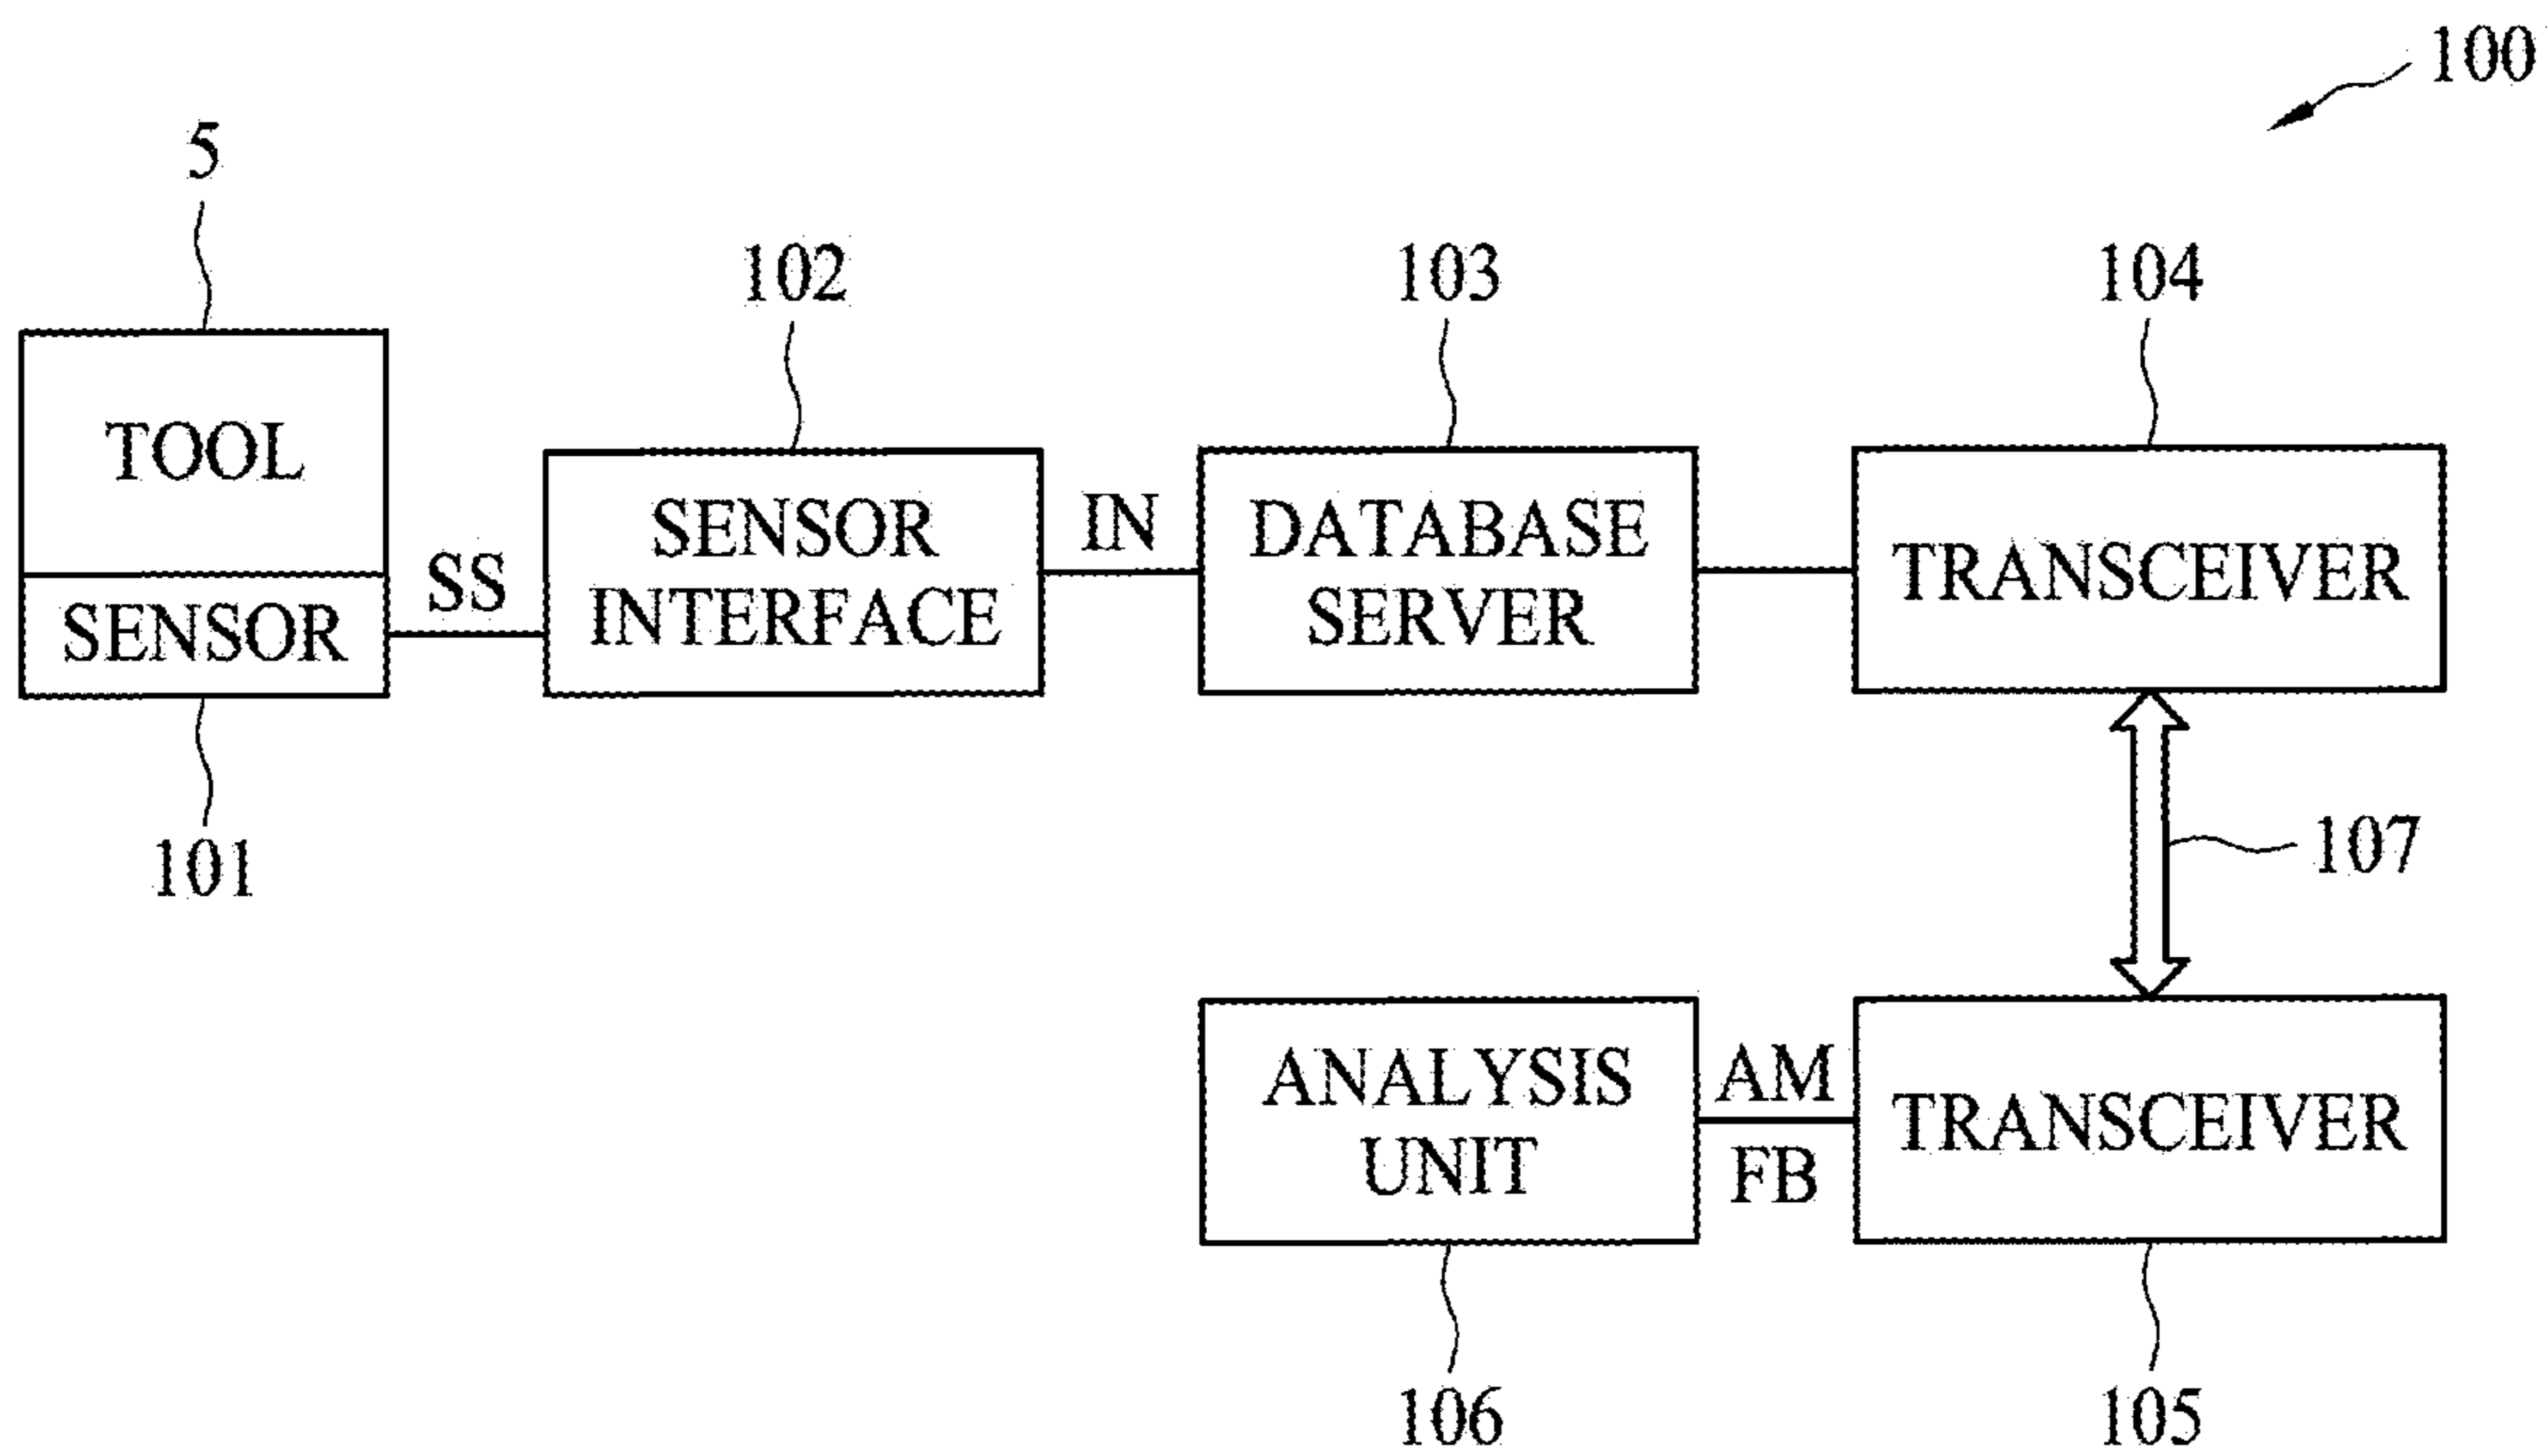 100
5
102
103
104
TOOL
SENSOR
INTERFACE
IN
DATABASE
SERVER
TRANSCEIVER
SS
SENSOR
101
107
ANALYSIS
UNIT
AM
FB
TRANSCEIVER
106
105